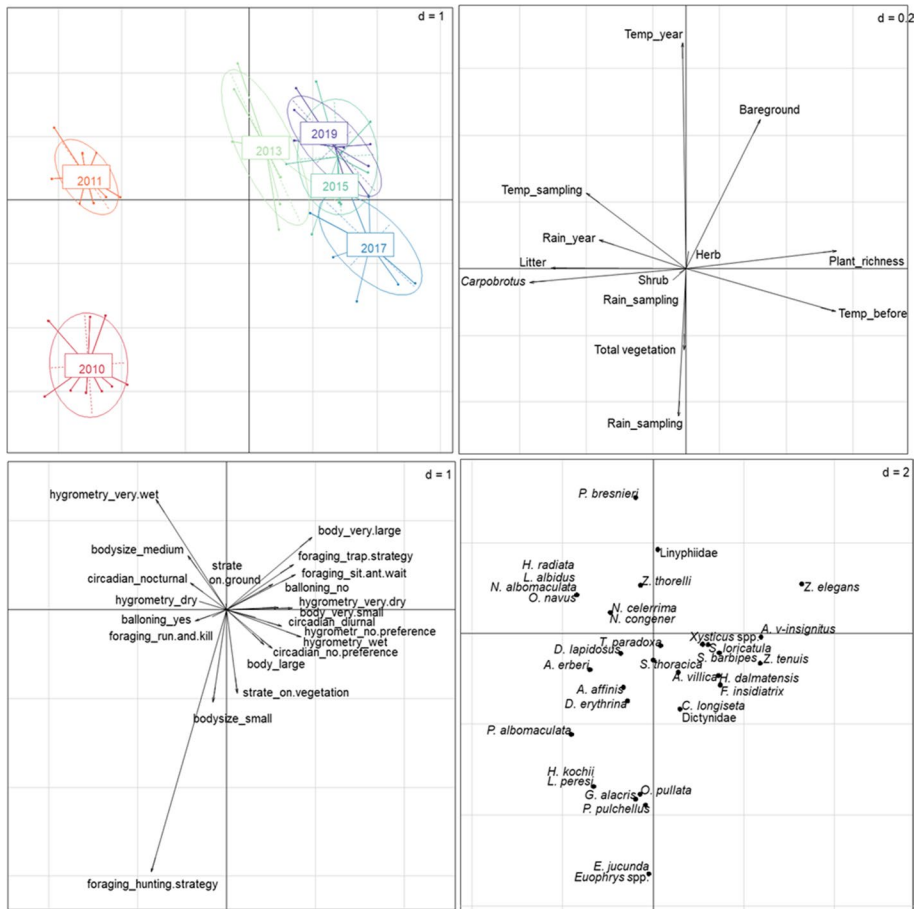 d = 1
2019
2013
2011
2015
2017
2010
d = 0.2
Temp_year
Bareground
Temp_sampling
Rain_year
Herb
Litter
Plant_richness
Shrub
Carpobrotus
Rain_sampling
Temp_before
Total vegetation
Rain_sampling
d = 1
hygrometry_very.wet
body_very.large
bodysize_medium
strate
on.ground
foraging_trap.strategy
foraging_sit.ant.wait
circadian_nocturnal
balloning_no
hygrometry_dry
hygrometry_very.dry
body_very.small
balloning_yes
circadian_diurnal
foraging_run.and.kill
hygrometr_no.preference
hygrometry_wet
circadian_no.preference
body_large
strate_on.vegetation
bodysize_small
foraging_hunting.strategy
d = 2
P. bresnieri
Linyphiidae
H. radiata
L. albidus
N. albomaculata
Z. thorelli
Z. elegans
O. navus
N. celerrima
N. congener
A. v-insignitus
T. paradoxa
Xysticus spp.
D. lapidosus
S. loricatula
S. barbipes
Z. tenuis
A. erberi
S. thoracica
A. villica
H. dalmatensis
A. affinis
F. insidiatrix
D. erythrina
C. longiseta
Dictynidae
P. albomaculata
H. kochii
L. peresi
G. alacris
O. pullata
P. pulchellus
E. jucunda
Euophrys spp.